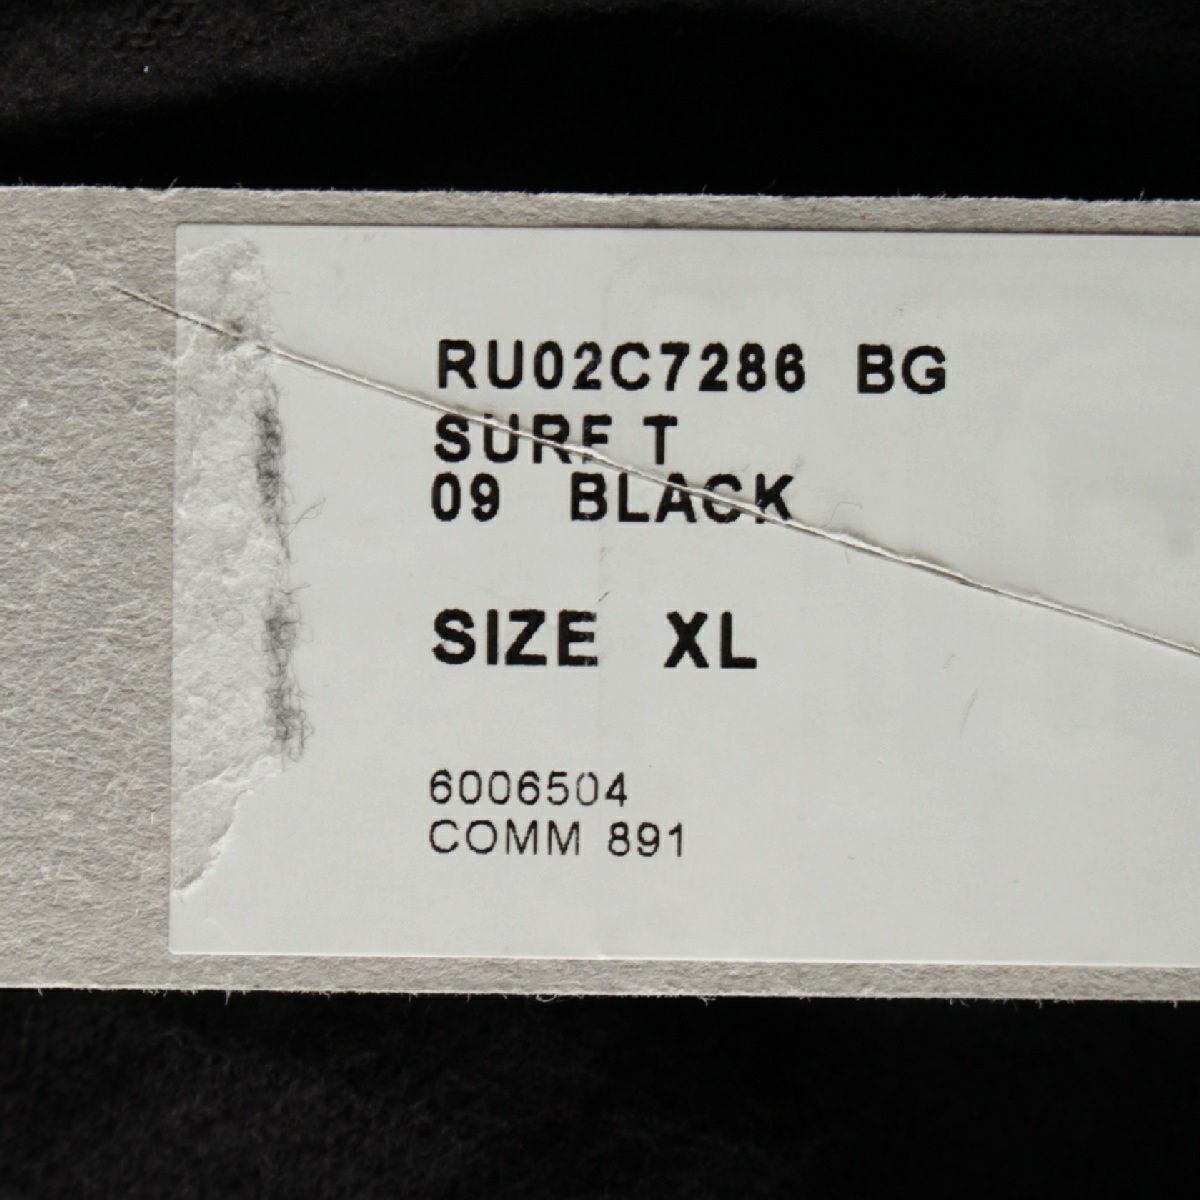 RU02C7286 BG
SURF T
09 BLACK
SIZE XL
6006504
COMM 891